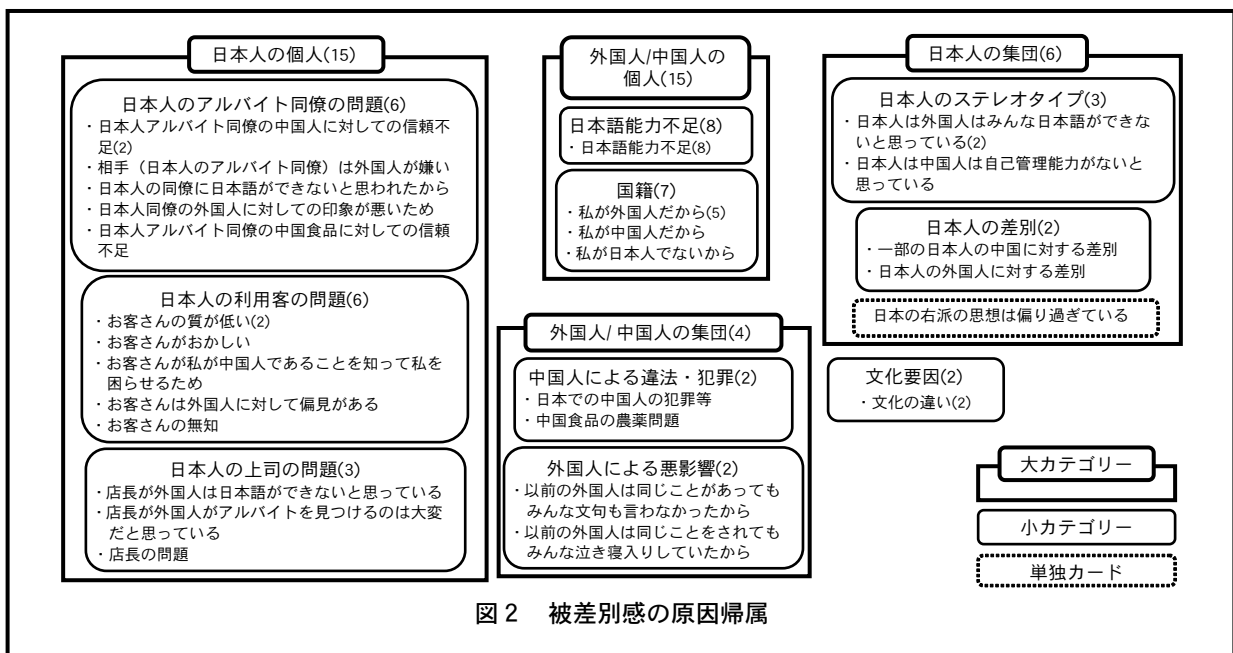 日本人の個人(15)
日本人のアルバイト同僚の問題(6)
・日本人アルバイト同僚の中国人に対しての信頼不
足(2)
・相手（日本人のアルバイト同僚）は外国人が嫌い
・日本人の同僚に日本語ができないと思われたから
・日本人同僚の外国人に対しての印象が悪いため
・日本人アルバイト同僚の中国食品に対しての信頼
不足
日本人の利用客の問題(6)
・お客さんの質が低い(2)
・お客さんがおかしい
・お客さんが私が中国人であることを知って私を
困らせるため
・お客さんは外国人に対して偏見がある
・お客さんの無知
日本人の上司の問題(3)
・店長が外国人は日本語ができないと思っている
・店長が外国人がアルバイトを見つけるのは大変
だと思っている
・店長の問題
外国人/中国人の
個人(15)
日本語能力不足(8)
・日本語能力不足(8)
国籍(7)
・私が外国人だから(5)
・私が中国人だから
・私が日本人でないから
外国人/ 中国人の集団(4)
中国人による違法・犯罪(2)
・日本での中国人の犯罪等
・中国食品の農薬問題
外国人による悪影響(2)
・以前の外国人は同じことがあっても
みんな文句も言わなかったから
・以前の外国人は同じことをされても
みんな泣き寝入りしていたから
日本人の集団(6)
日本人のステレオタイプ(3)
・日本人は外国人はみんな日本語ができな
いと思っている(2)
・日本人は中国人は自己管理能力がないと
思っている
日本人の差別(2)
・一部の日本人の中国に対する差別
・日本人の外国人に対する差別
日本の右派の思想は偏り過ぎている
文化要因(2)
・文化の違い(2)
大カテゴリー
小カテゴリー
単独カード
図２　被差別感の原因帰属